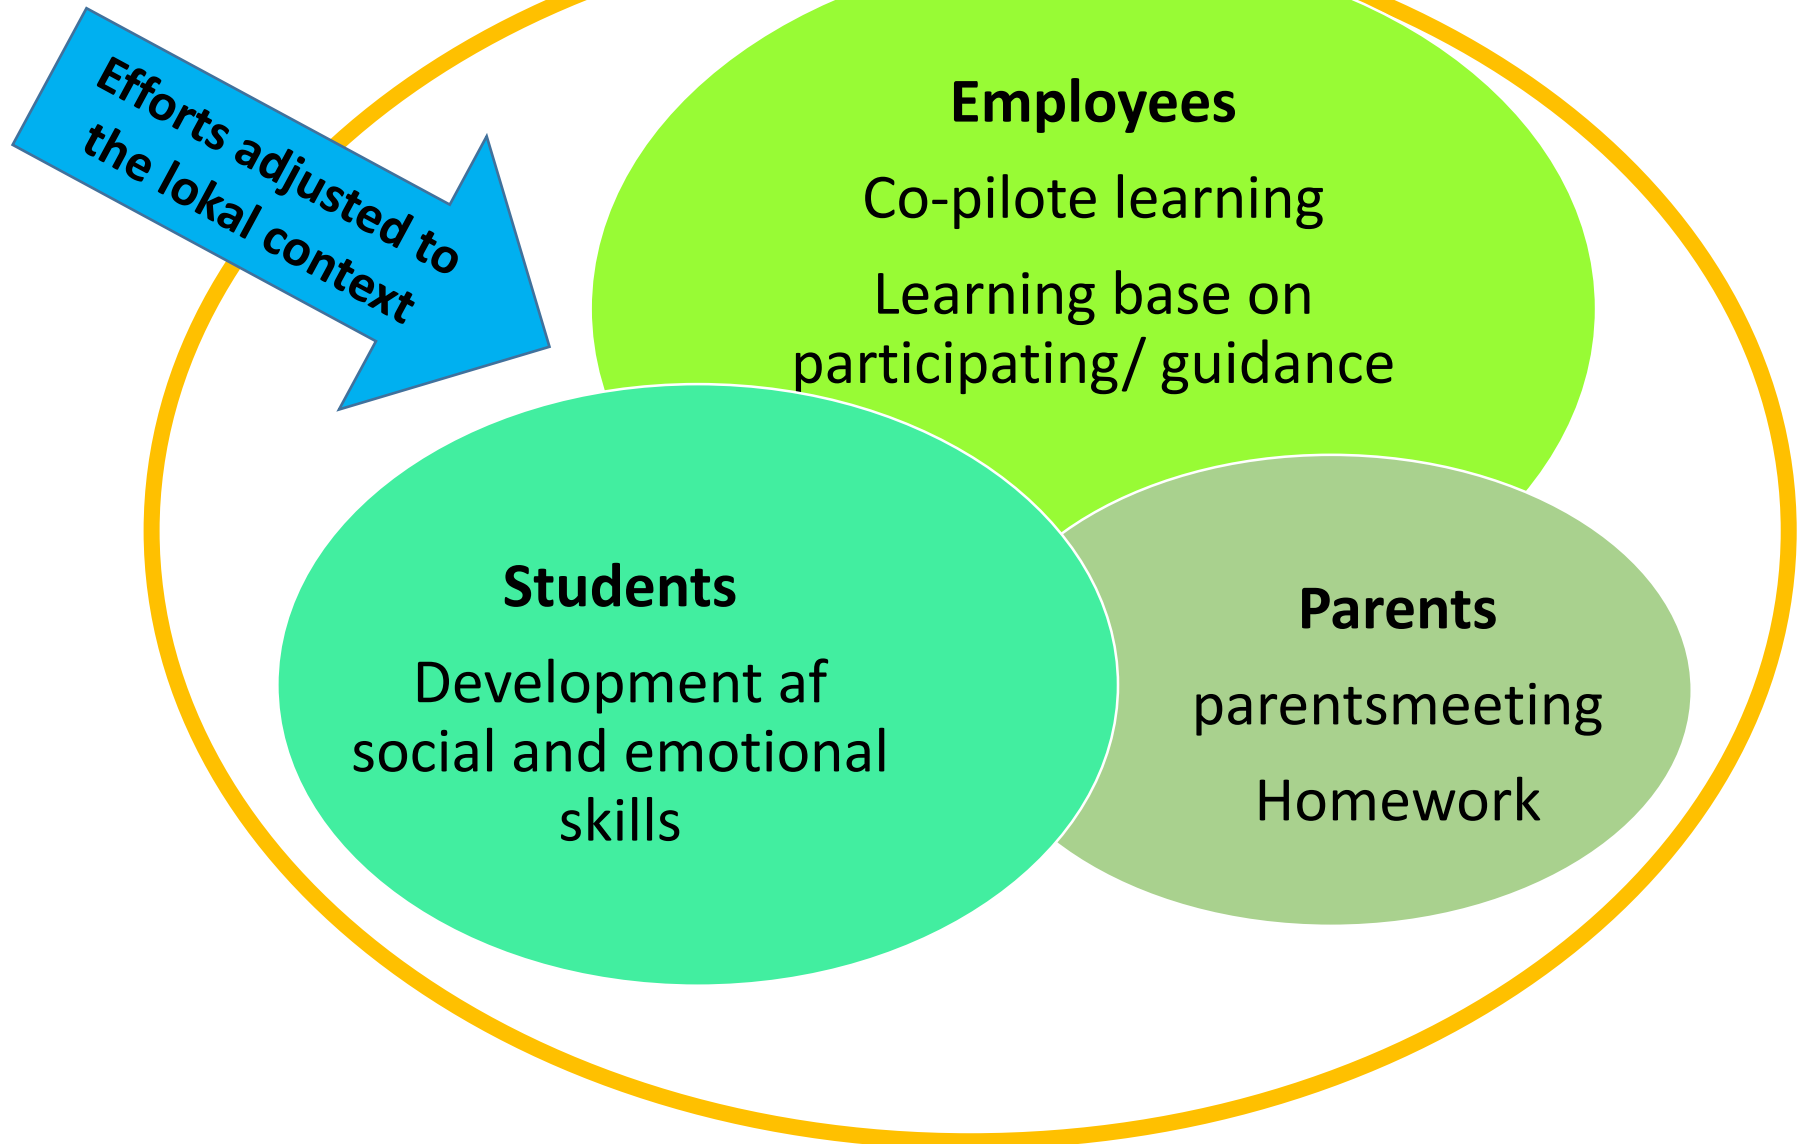 Efforts adjusted to
the lokal context
Employees
Co-pilote learning
Learning base on
participating/ guidance
Students
Development af
social and emotional
skills
Parents
parentsmeeting
Homework